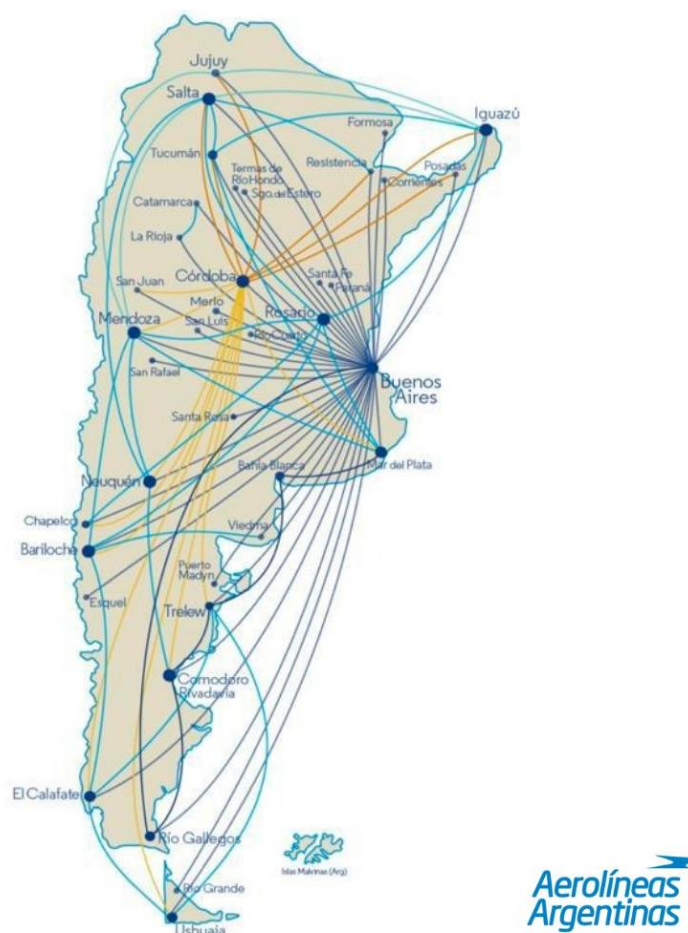 Jujuy
Salta
Iguazú
Formosa
Tucumán
Resistencia
Posadas
Termas de
Río Hondo
Corrientes
Sgo. del Estero
Catamarca
La Rioja
Córdoba
San Juan
Santa Fe
Paraná
Merlo
Rosario
Mendoza
San Luis
Río Cuarto
San Rafael
Buenos
Aires
Santa Rosa
Bahía Blanca
Mar del Plata
Neuquén
Chapelco
Viedma
Bariloche
Puerto
Madyn
Esquel
Trelew
Comodoro
Rivadavia
El Calafate
Río Gallegos
Islas Malvinas (Arg)
Río Grande
Ushuaia
Aerolíneas
Argentinas